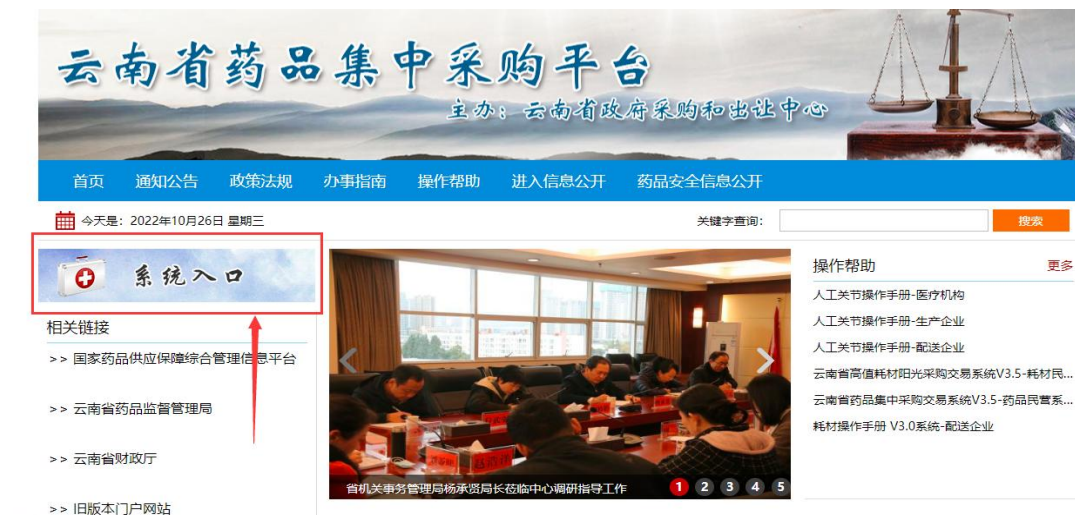 云南省药品集中采购平台
主办：云南省政府采购和出让中心
首页 通知公告 政策法规 办事指南 操作帮助 进入信息公开 药品安全信息公开
今天是：2022年10月26日 星期三
关键字查询：
搜索
系统入口
相关链接
>> 国家药品供应保障综合管理信息平台
>> 云南省药品监督管理局
>> 云南省财政厅
>> 旧版本门户网站
省机关事务管理局杨承贤局长莅临中心调研指导工作
1 2 3 4 5
操作帮助 更多
人工关节操作手册-医疗机构
人工关节操作手册-生产企业
人工关节操作手册-配送企业
云南省高值耗材阳光采购交易系统V3.5-耗材民...
云南省药品集中采购交易系统V3.5-药品民营系...
耗材操作手册 V3.0系统-配送企业